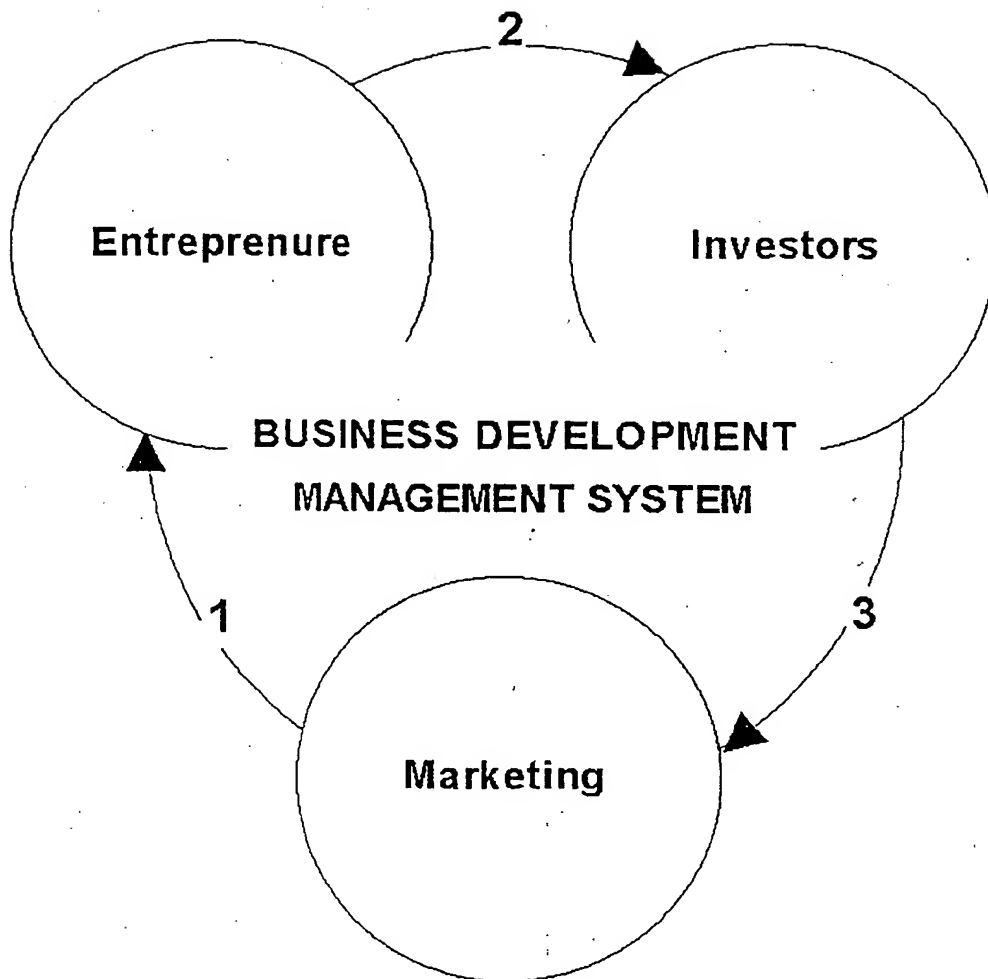 2
Entreprenure
Investors
BUSINESS DEVELOPMENT
MANAGEMENT SYSTEM
1
3
Marketing